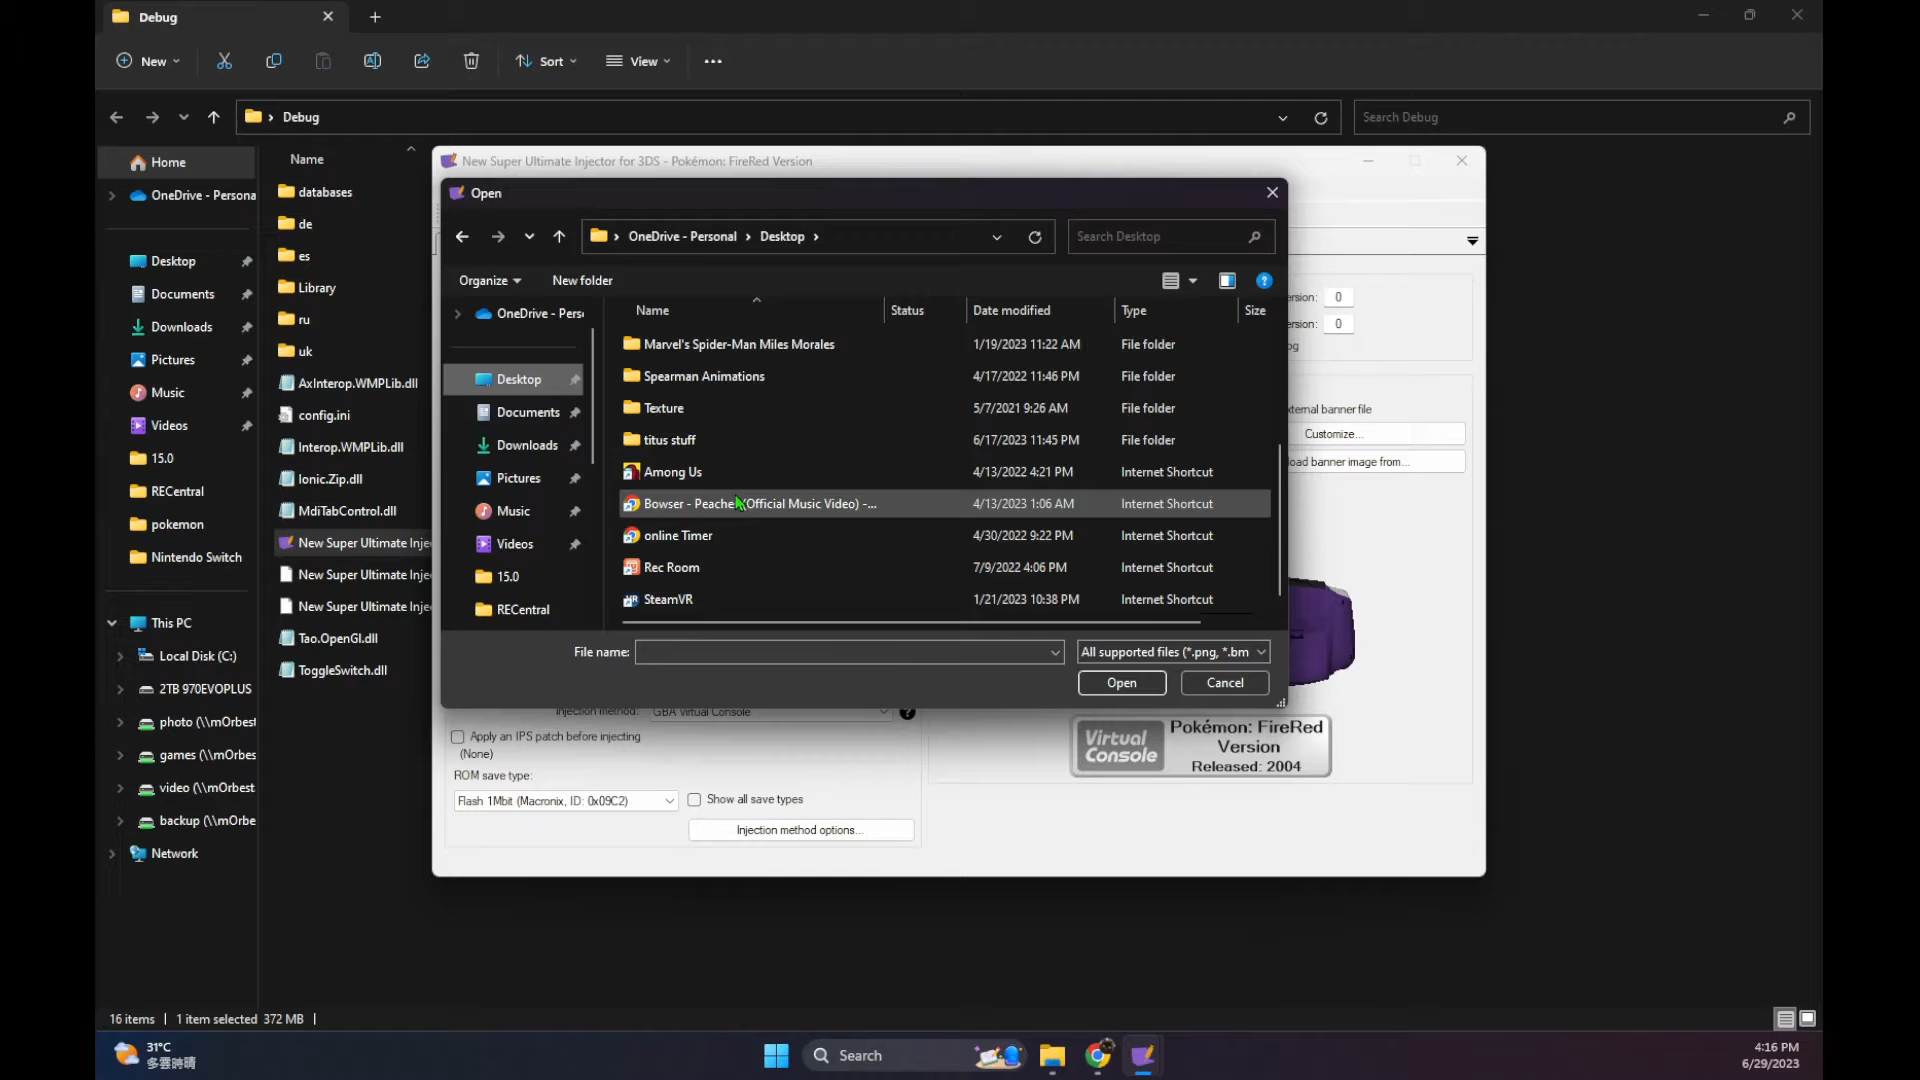 Debug
New
Sort
View
Debug
Search Debug
Home
OneDrive - Persona
Desktop
Documents
Downloads
Pictures
Music
Videos
15.0
RECentral
pokemon
Nintendo Switch
This PC
Local Disk (C:)
2TB 970EVOPLUS
photo (\\mOrbest
games (\\mOrbes
video (\\mOrbest
backup (\\mOrbe
Network
Name
databases
de
es
Library
ru
uk
AxInterop.WMPLib.dll
config.ini
Interop.WMPLib.dll
Ionic.Zip.dll
MdiTabControl.dll
New Super Ultimate Inje
New Super Ultimate Inje
New Super Ultimate Inje
Tao.OpenGl.dll
ToggleSwitch.dll
New Super Ultimate Injector for 3DS - Pokémon: FireRed Version
Open
OneDrive - Personal > Desktop >
Search Desktop
Organize
New folder
OneDrive - Pers
Desktop
Documents
Downloads
Pictures
Music
Videos
15.0
RECentral
Name Status Date modified Type Size
Marvel's Spider-Man Miles Morales 1/19/2023 11:22 AM File folder
Spearman Animations 4/17/2022 11:46 PM File folder
Texture 5/7/2021 9:26 AM File folder
titus stuff 6/17/2023 11:45 PM File folder
Among Us 4/13/2022 4:21 PM Internet Shortcut
Bowser - Peache (Official Music Video) -... 4/13/2023 1:06 AM Internet Shortcut
online Timer 4/30/2022 9:22 PM Internet Shortcut
Rec Room 7/9/2022 4:06 PM Internet Shortcut
SteamVR 1/21/2023 10:38 PM Internet Shortcut
File name:
All supported files (*.png, *.bm
Open
Cancel
ersion: 0
ersion: 0
xternal banner file
Customize...
oad banner image from...
Injection method: GBA Virtual Console
Apply an IPS patch before injecting
(None)
ROM save type:
Flash 1Mbit (Macronix, ID: 0x09C2)
Show all save types
Injection method options...
Virtual
Console
Pokémon: FireRed
Version
Released: 2004
16 items
1 item selected 372 MB
31°C
多雲時晴
Search
4:16 PM
6/29/2023